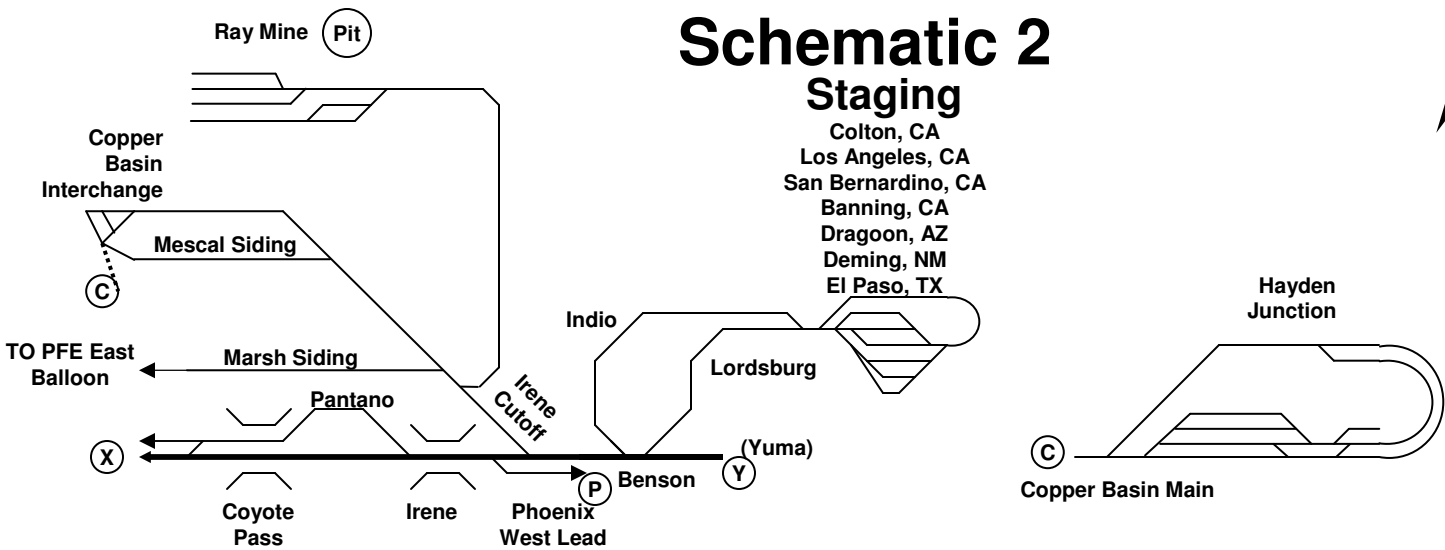 Schematic 2
Staging
Colton, CA
Los Angeles, CA
San Bernardino, CA
Banning, CA
Dragoon, AZ
Deming, NM
El Paso, TX
Ray Mine
Pit
Copper
Basin
Interchange
Mescal Siding
C
TO PFE East
Balloon
Marsh Siding
Pantano
Irene
Cutoff
X
Coyote
Pass
Irene
Phoenix
West Lead
P
Benson
(Yuma)
Y
Indio
Lordsburg
Hayden
Junction
C
Copper Basin Main